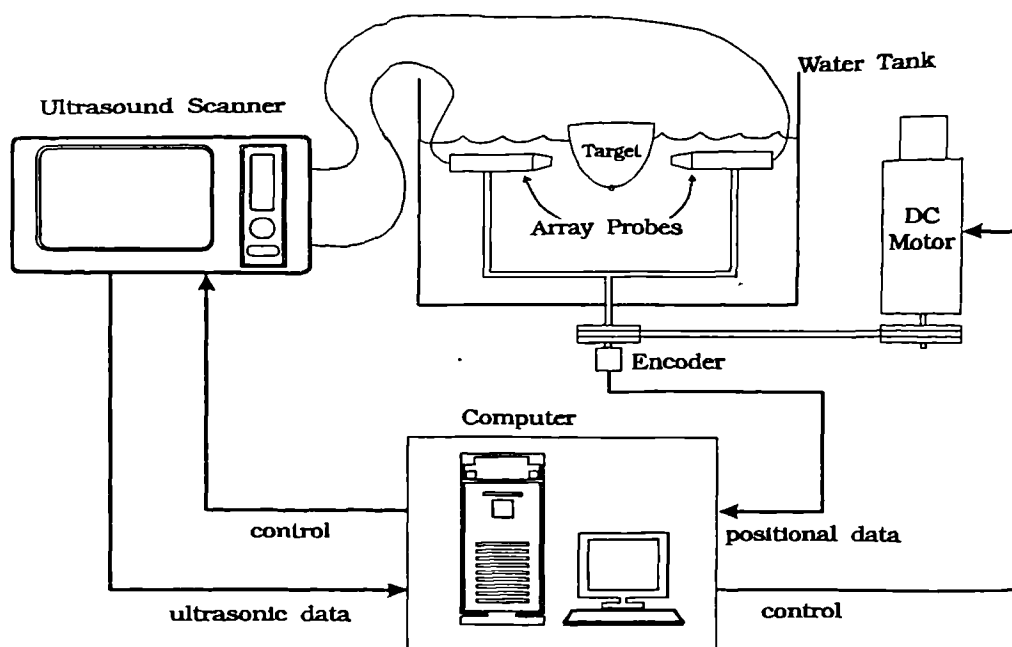 Water Tank
Ultrasound Scanner
Target
Array Probes
DC
Motor
Encoder
Computer
control
positional data
ultrasonic data
control